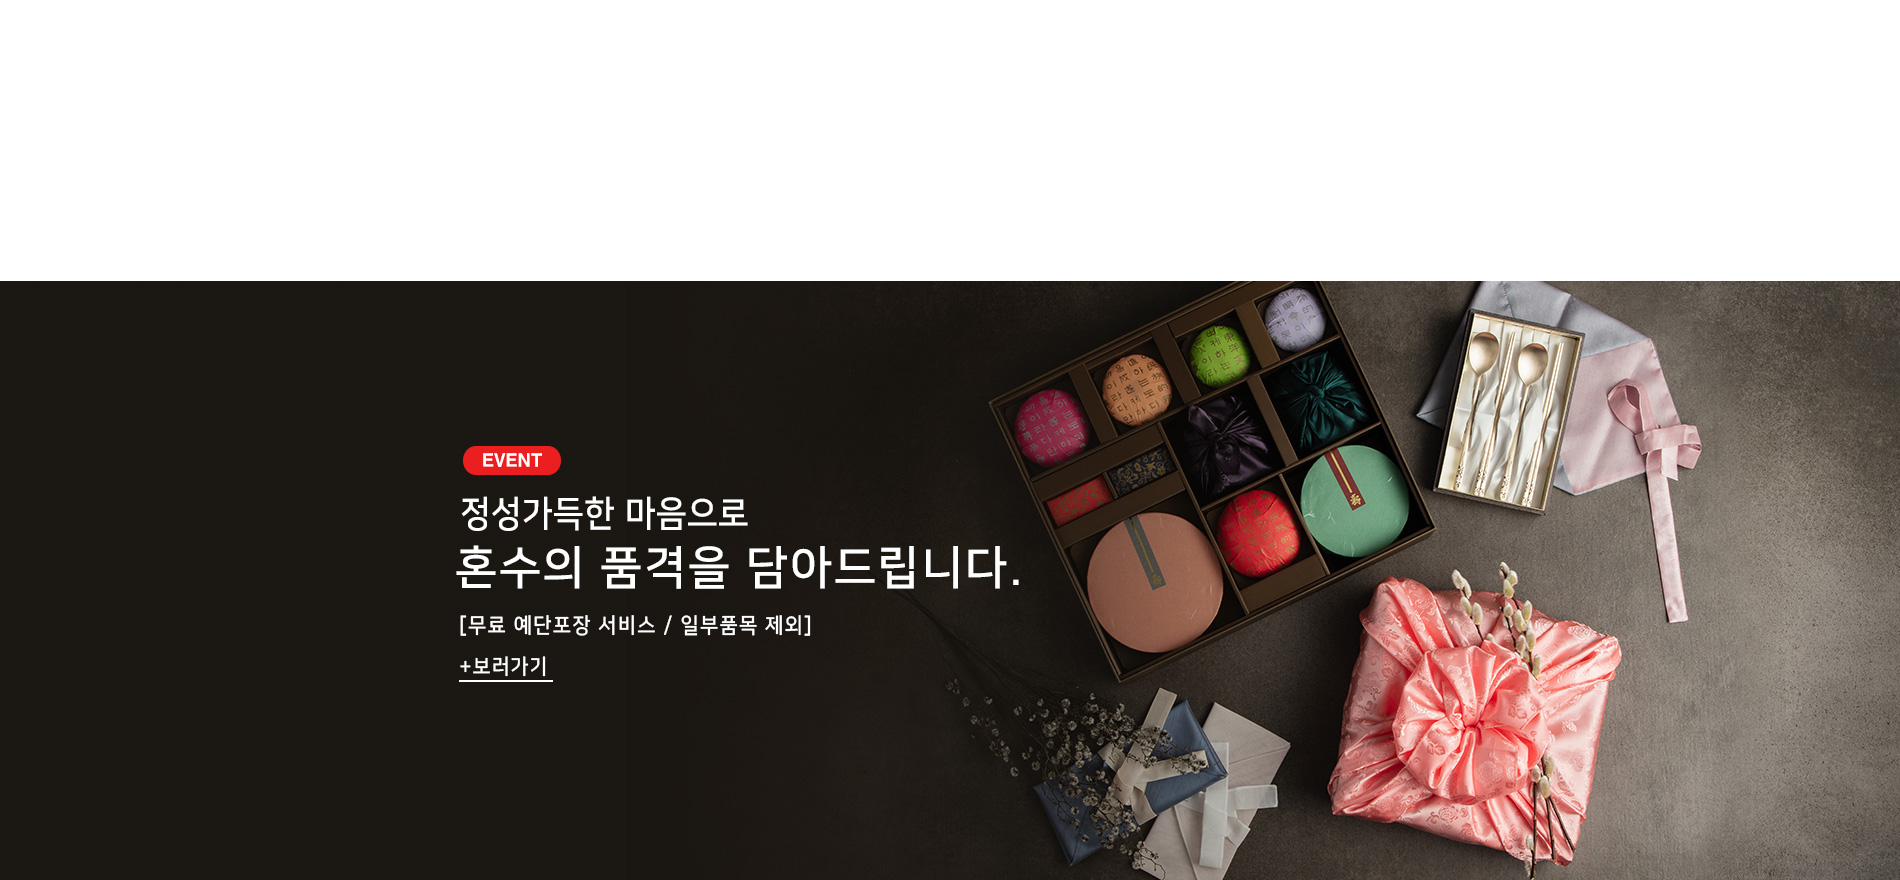 EVENT
정성가득한 마음으로
혼수의 품격을 담아드립니다.
[무료 예단포장 서비스 / 일부품목 제외]
+보러가기